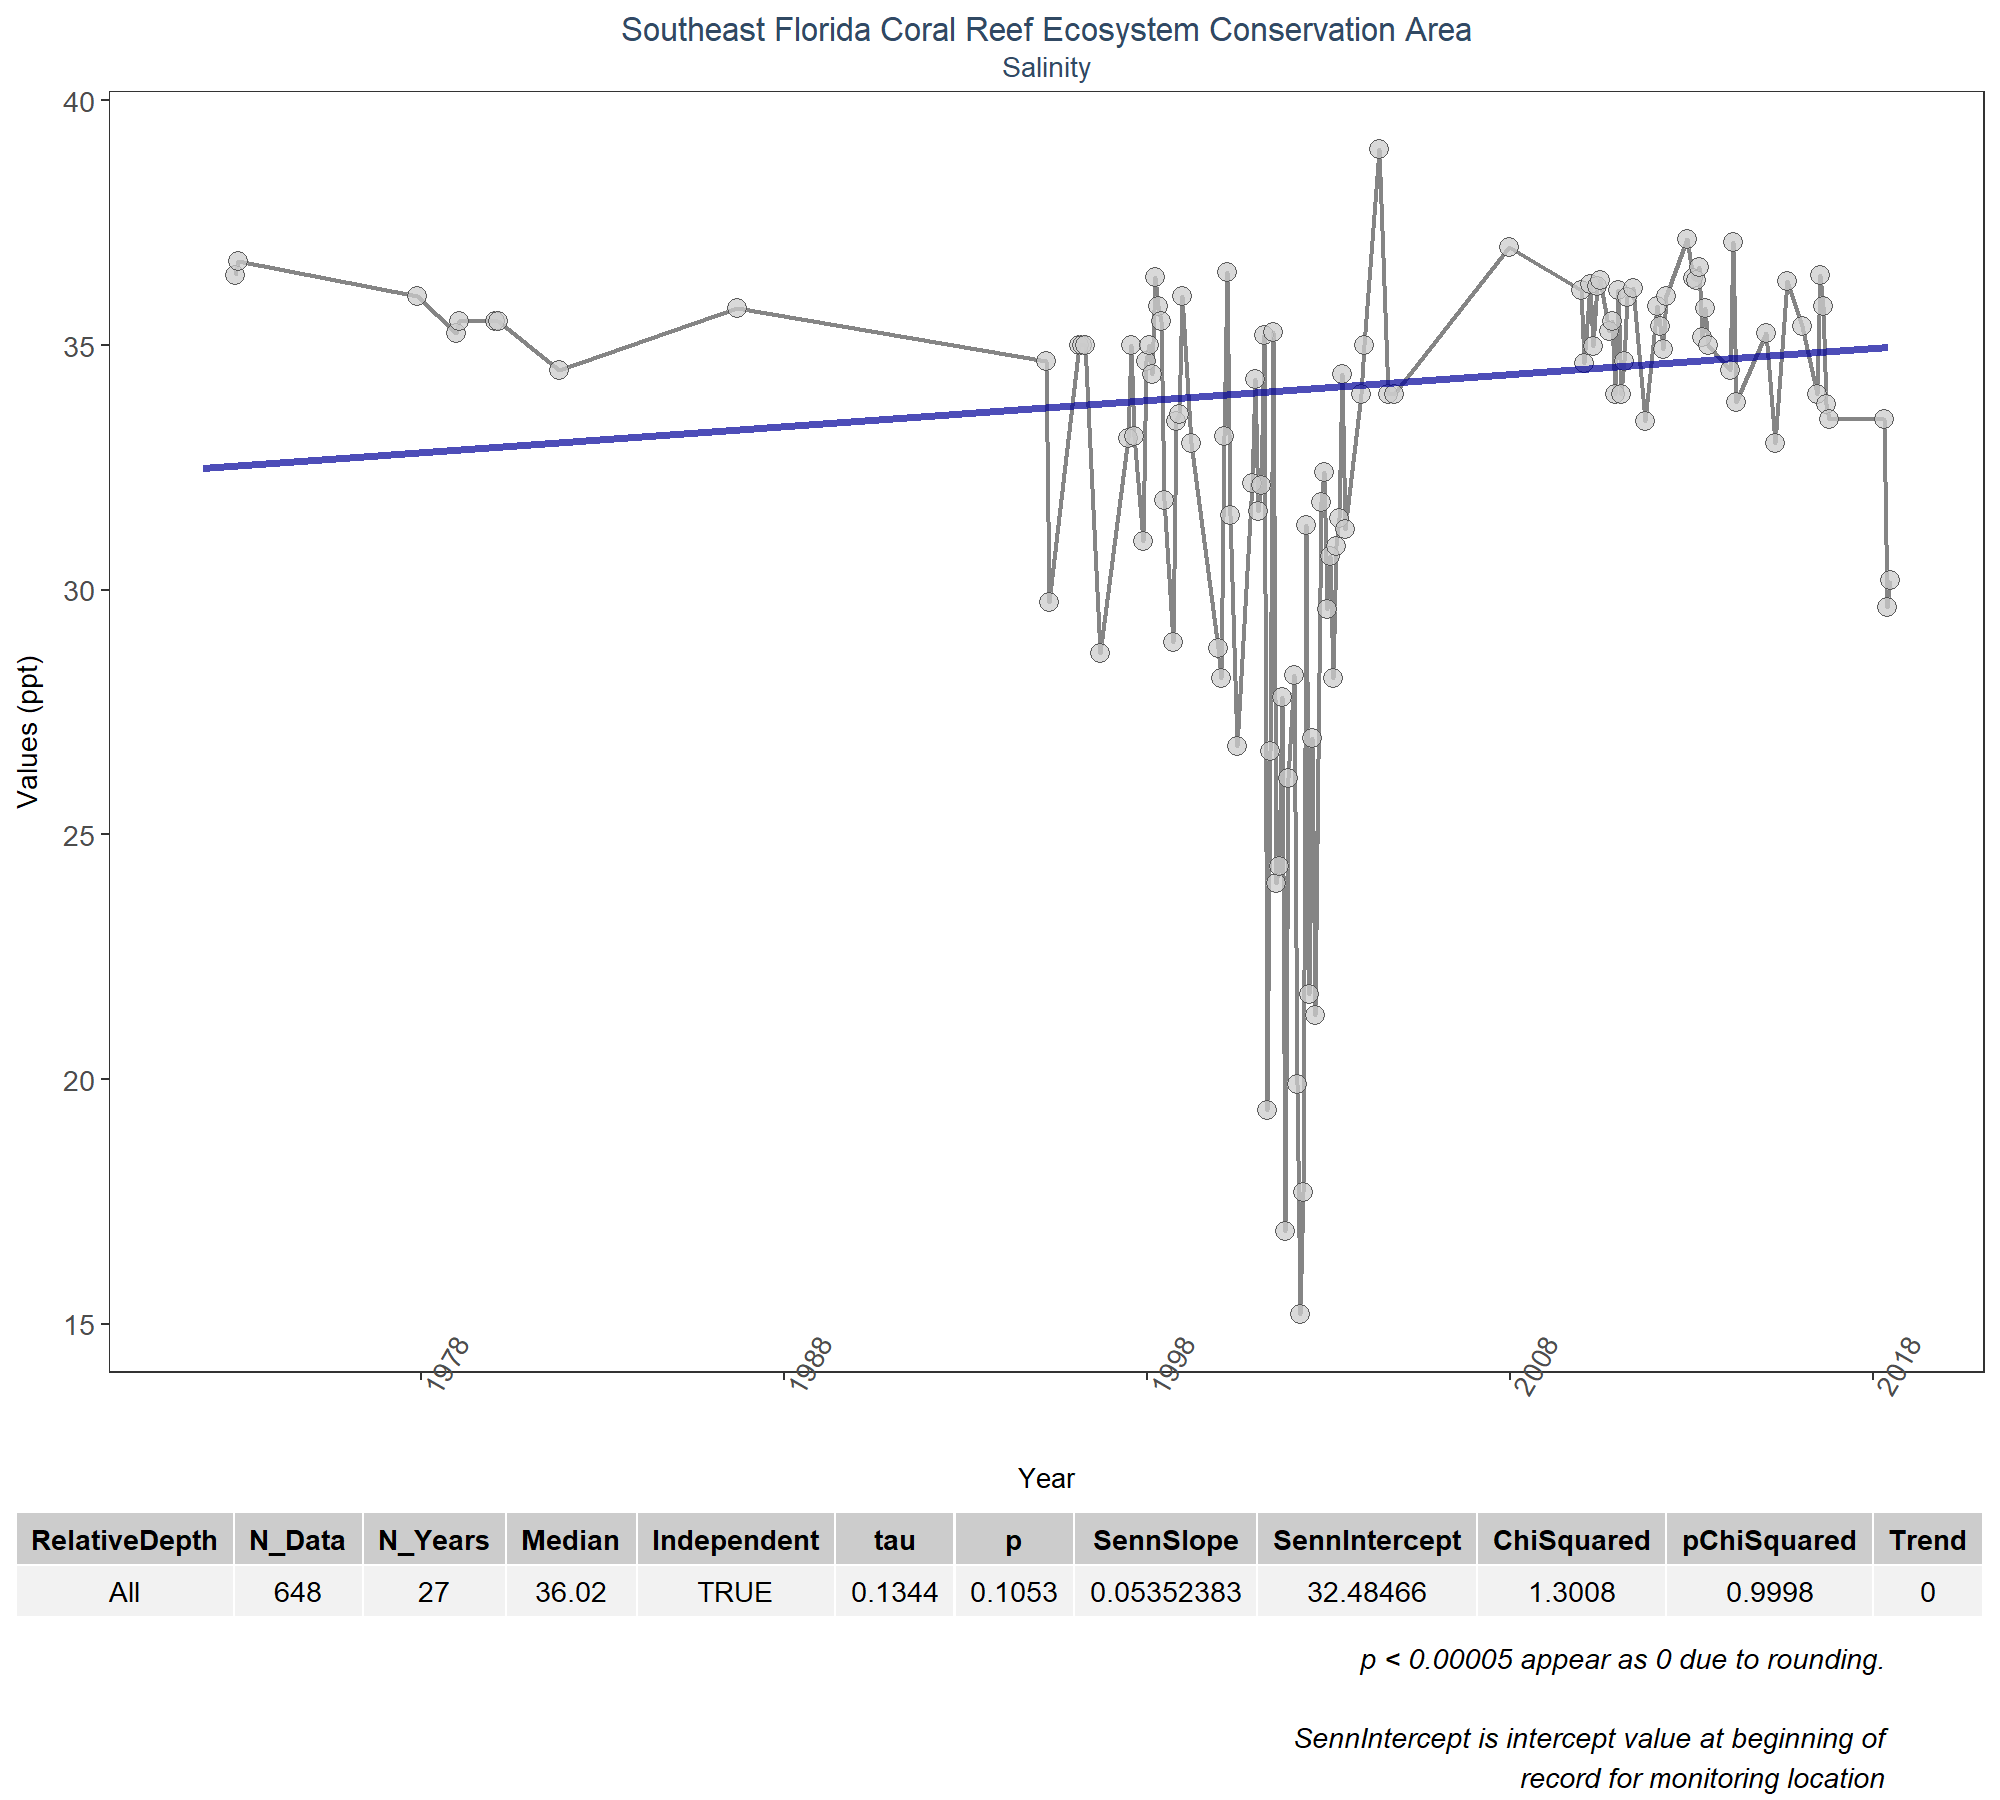 Southeast Florida Coral Reef Ecosystem Conservation Area
Salinity
40
35
30
25
20
15
Values (ppt)
1978
1988
1998
2008
2018
Year
RelativeDepth N_Data N_Years Median Independent tau p SennSlope SennIntercept ChiSquared pChiSquared Trend
All 648 27 36.02 TRUE 0.1344 0.1053 0.05352383 32.48466 1.3008 0.9998 0
p < 0.00005 appear as 0 due to rounding.
SennIntercept is intercept value at beginning of
record for monitoring location